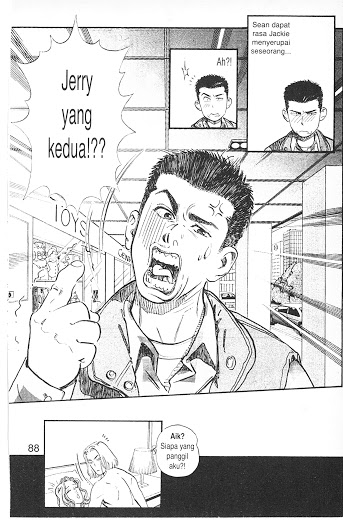 Sean dapat
rasa Jackie
menyerupai
seseorang...
Ah?!
Jerry
yang
kedua!??
TOYS
88
Aik?
Siapa yang
panggil
aku?!